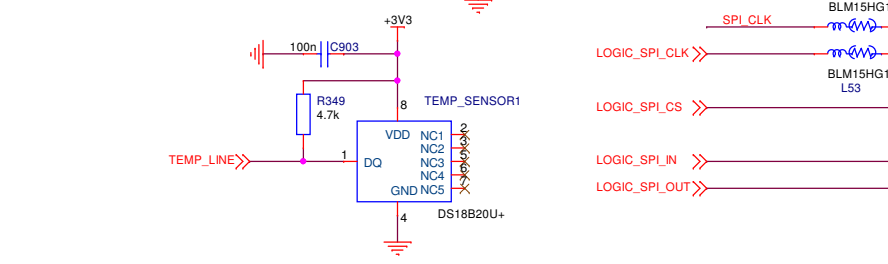 BLM15HG1
+3V3
SPI_CLK
100n C903
LOGIC_SPI_CLK
BLM15HG1
L53
R349
4.7k
8
TEMP_SENSOR1
LOGIC_SPI_CS
VDD NC1 2
NC2 3
TEMP_LINE 1 DQ NC3 5
NC4 6
GND NC5 7
LOGIC_SPI_IN
LOGIC_SPI_OUT
4
DS18B20U+